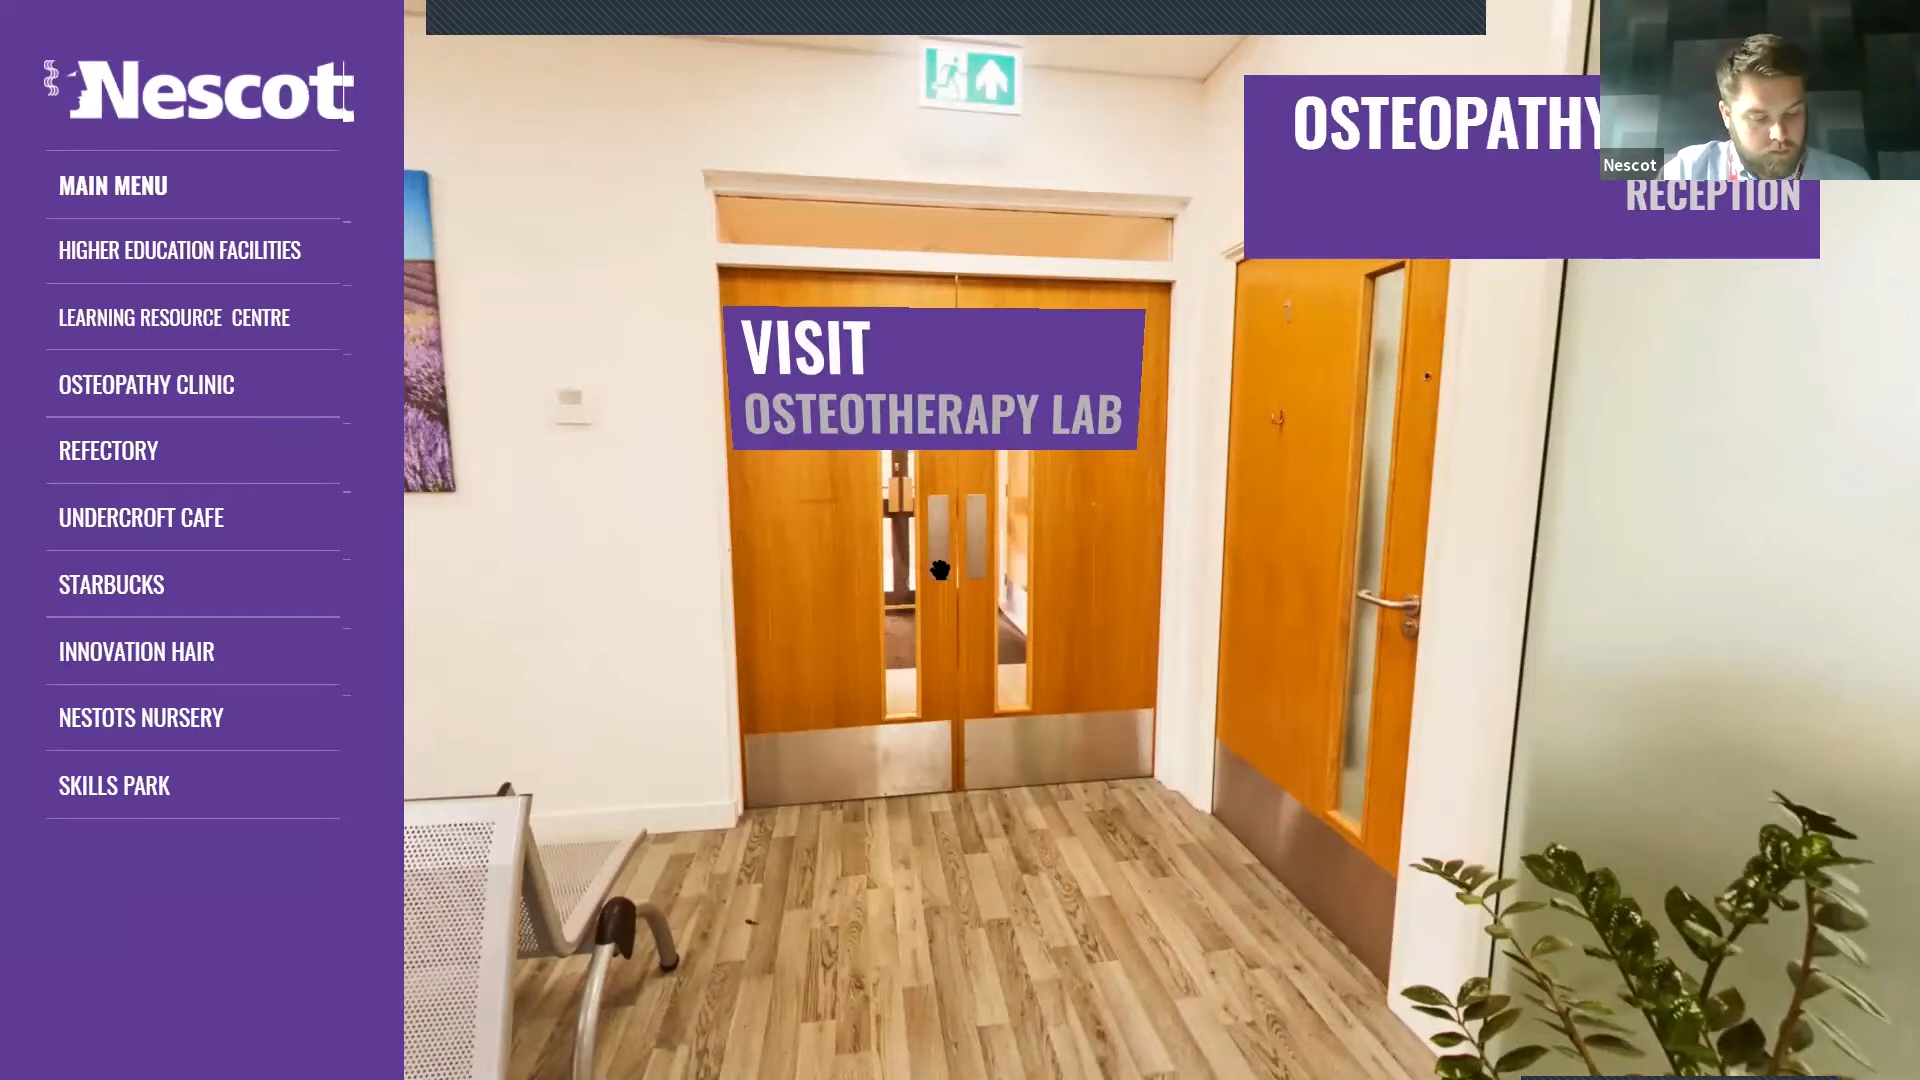 Nescot
MAIN MENU
HIGHER EDUCATION FACILITIES
LEARNING RESOURCE CENTRE
OSTEOPATHY CLINIC
REFECTORY
UNDERCROFT CAFE
STARBUCKS
INNOVATION HAIR
NESTOTS NURSERY
SKILLS PARK
VISIT
OSTEOTHERAPY LAB
OSTEOPATHY
RECEPTION
Nescot